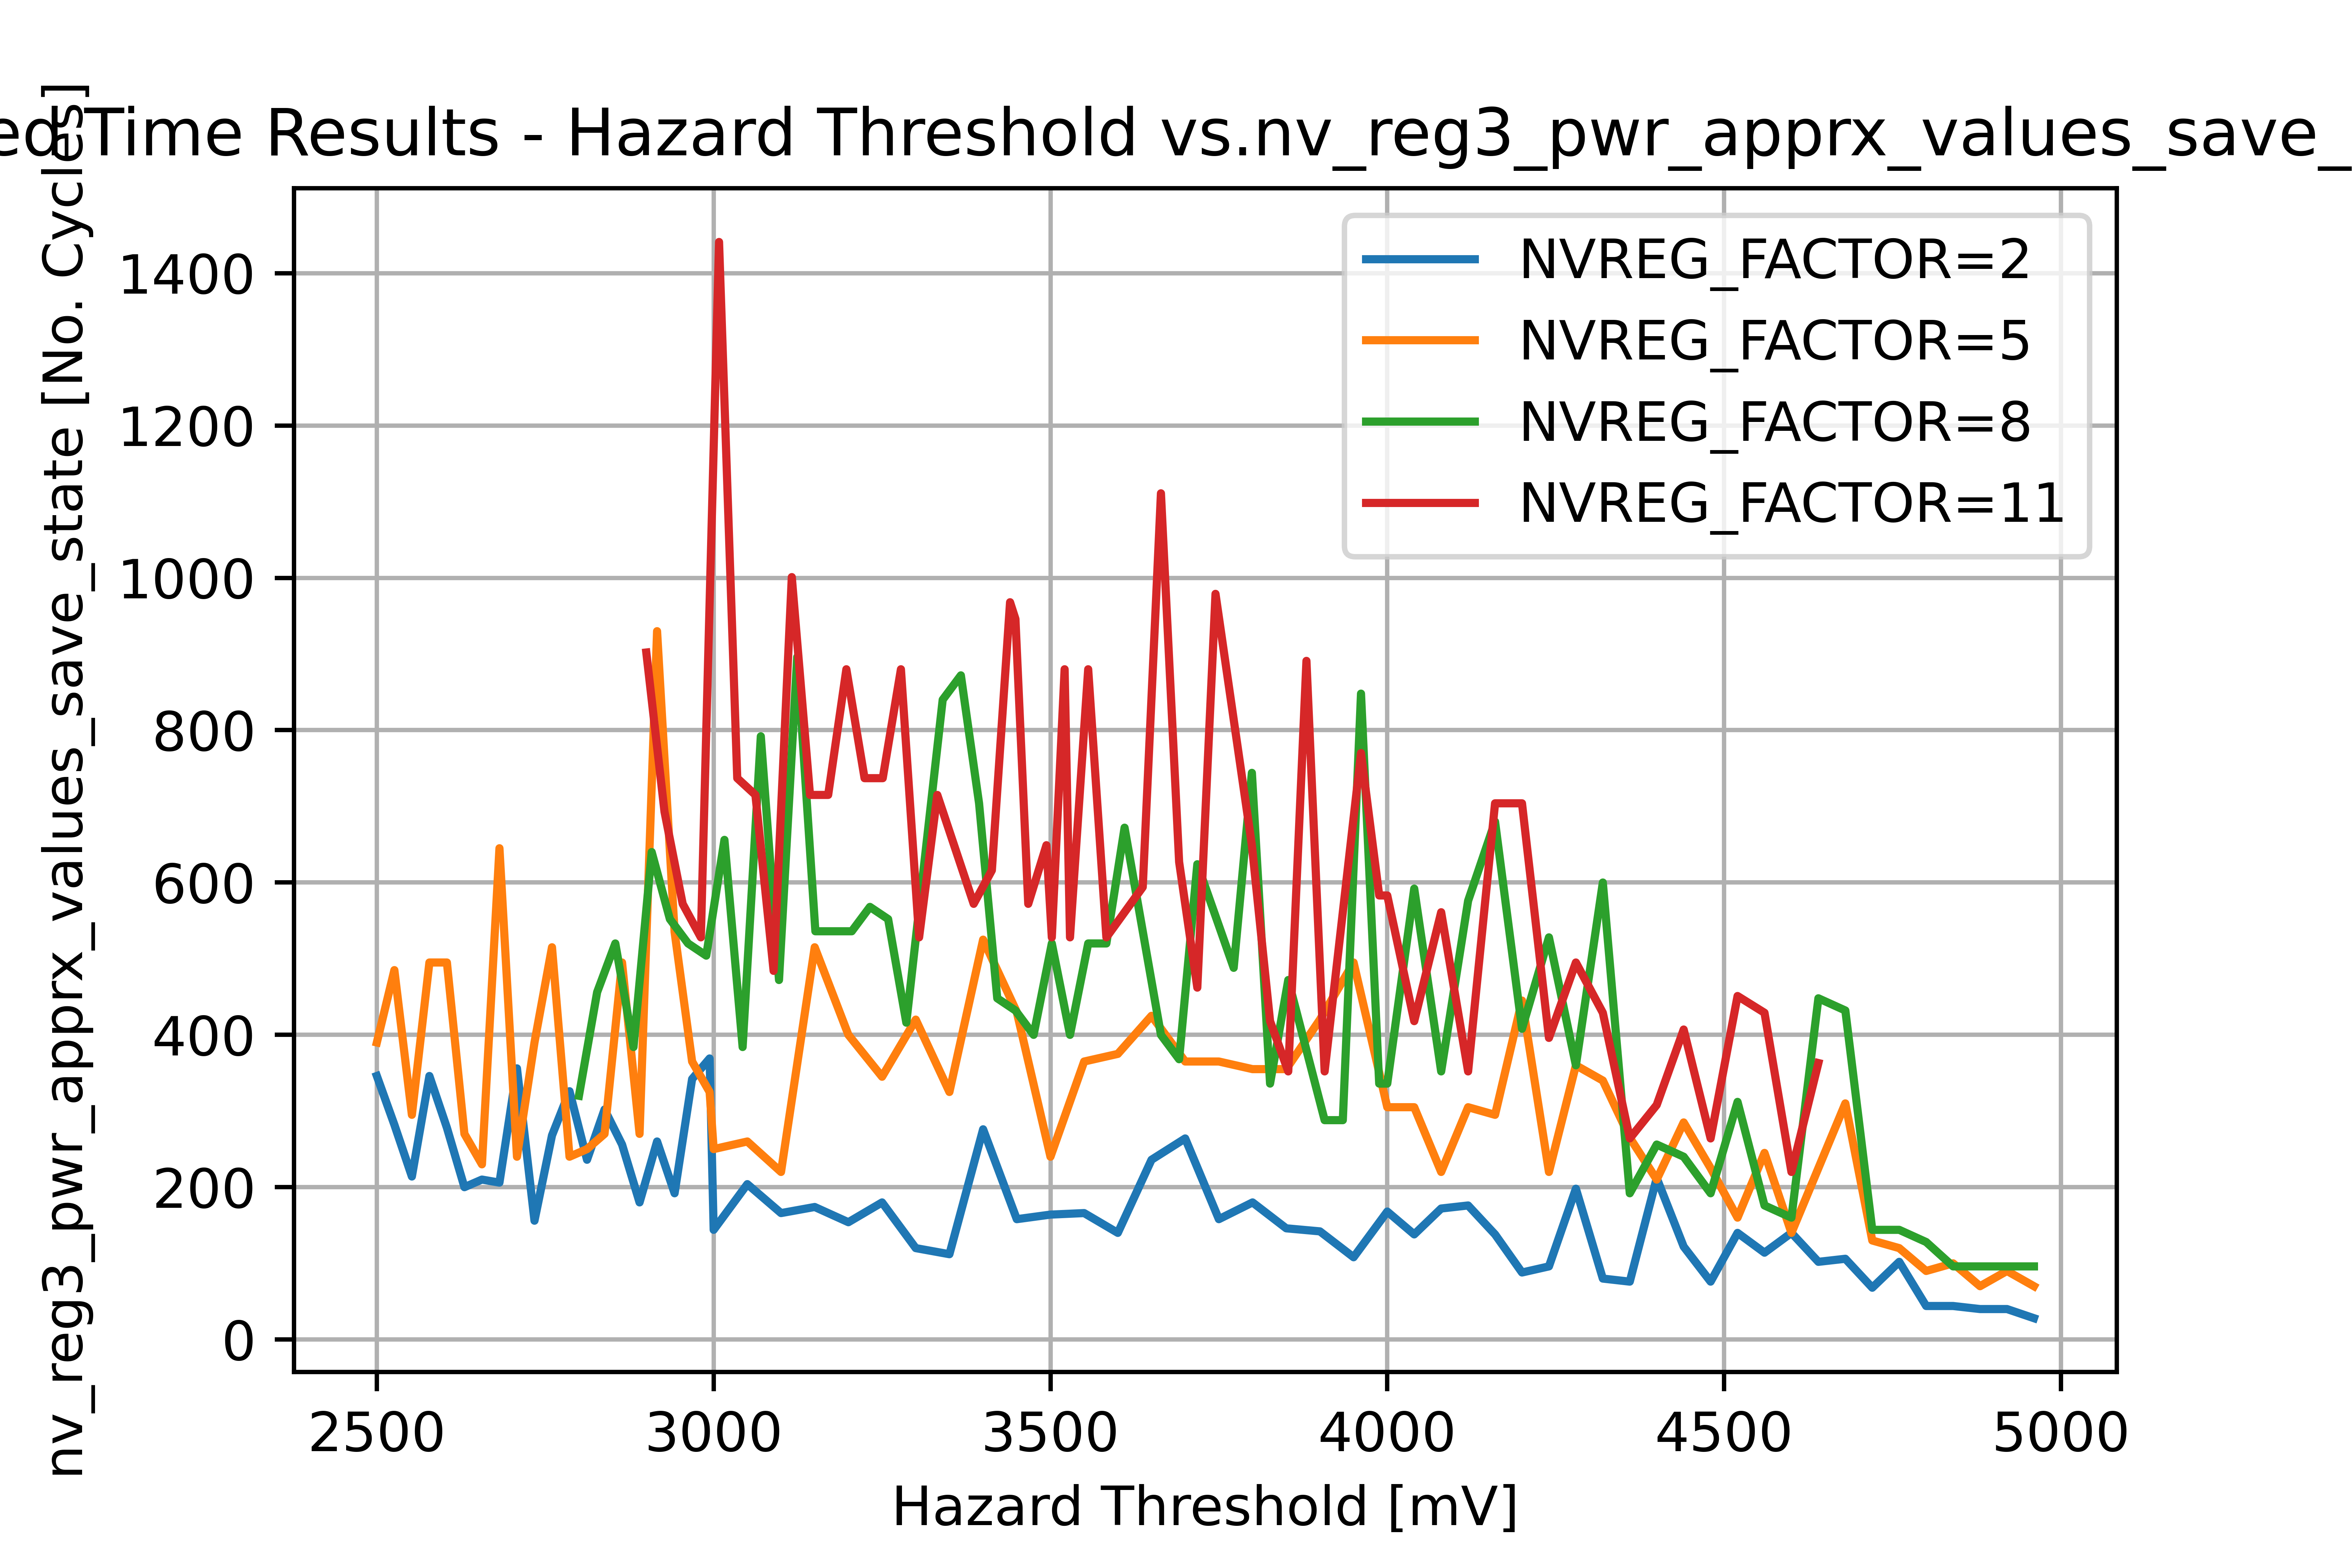 ed Time Results - Hazard Threshold vs.nv_reg3_pwr_apprx_values_save_
nv_reg3_pwr_apprx_values_save_state [No. Cycles]
1400
1200
1000
800
600
400
200
0
NVREG_FACTOR=2
NVREG_FACTOR=5
NVREG_FACTOR=8
NVREG_FACTOR=11
2500 3000 3500 4000 4500 5000
Hazard Threshold [mV]